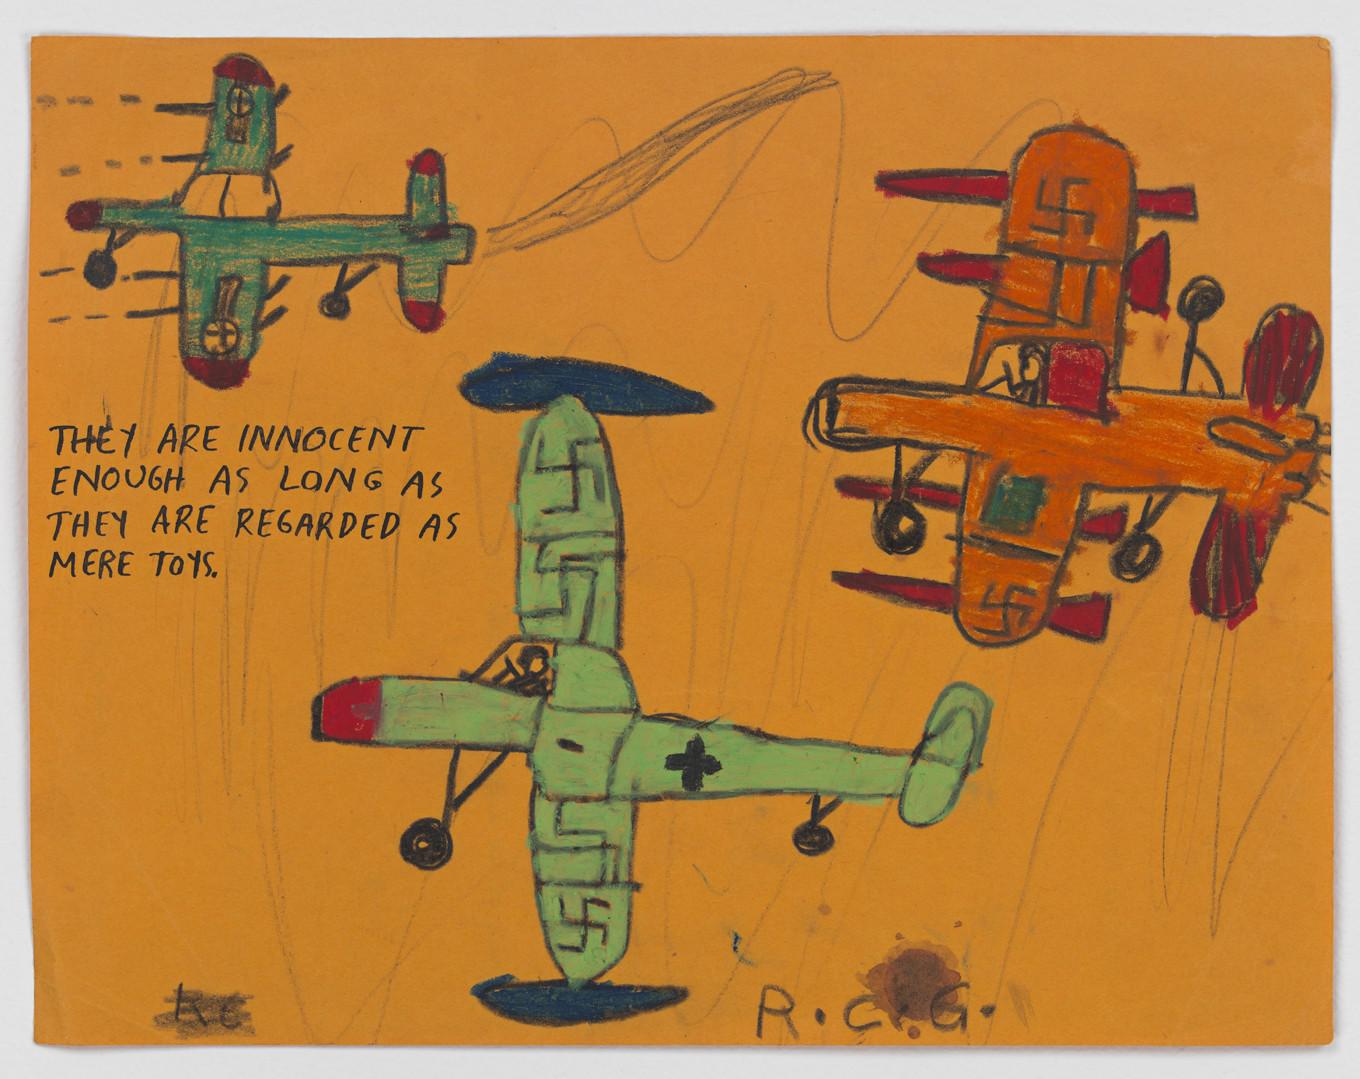 THEY ARE INNOCENT
ENOUGH AS LONG AS
THEY ARE REGARDED AS
MERE TOYS.
R.C.G.